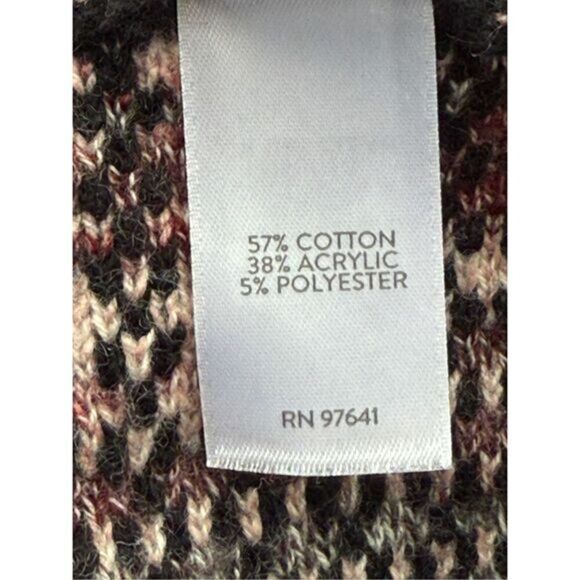 57% COTTON
38% ACRYLIC
5% POLYESTER
RN 97641